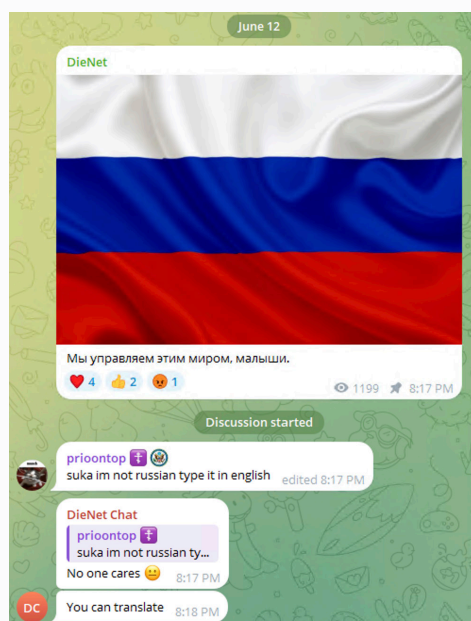 June 12
DieNet
Мы управляем этим миром, малыши.
4 2 1 1199 8:17 PM
Discussion started
prioontop
suka im not russian type it in english edited 8:17 PM
DieNet Chat
prioontop
suka im not russian ty...
No one cares 😐 8:17 PM
DC You can translate 8:18 PM